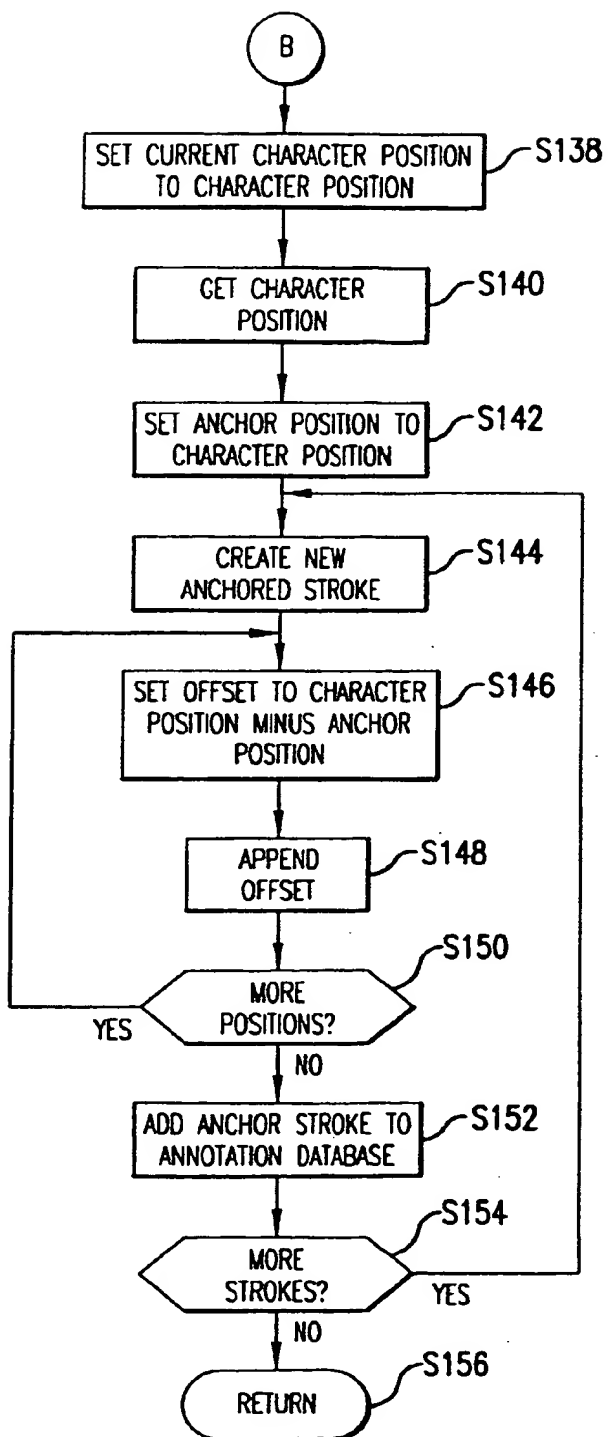 B
SET CURRENT CHARACTER POSITION
TO CHARACTER POSITION
S138
GET CHARACTER
POSITION
S140
SET ANCHOR POSITION TO
CHARACTER POSITION
S142
CREATE NEW
ANCHORED STROKE
S144
SET OFFSET TO CHARACTER
POSITION MINUS ANCHOR
POSITION
S146
APPEND
OFFSET
S148
MORE
POSITIONS?
S150
YES
NO
ADD ANCHOR STROKE TO
ANNOTATION DATABASE
S152
MORE
STROKES?
S154
YES
NO
RETURN
S156